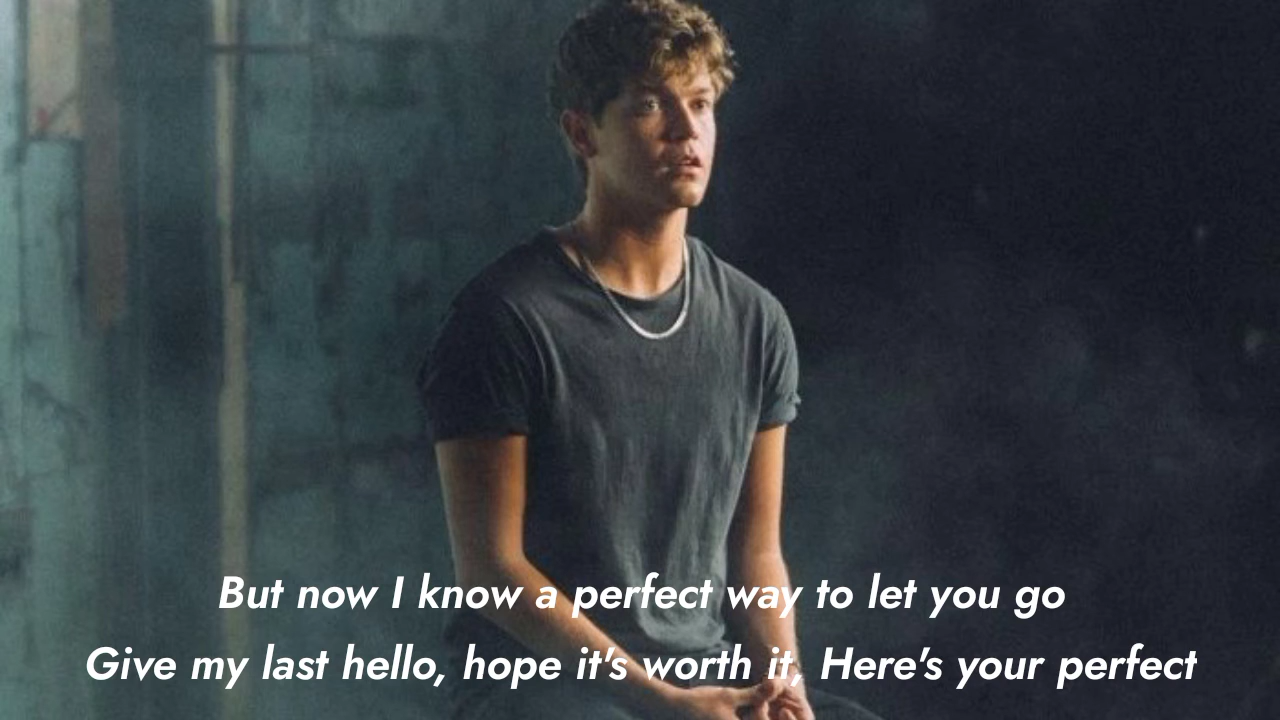 But now I know a perfect way to let you go
Give my last hello, hope it's worth it, Here's your perfect